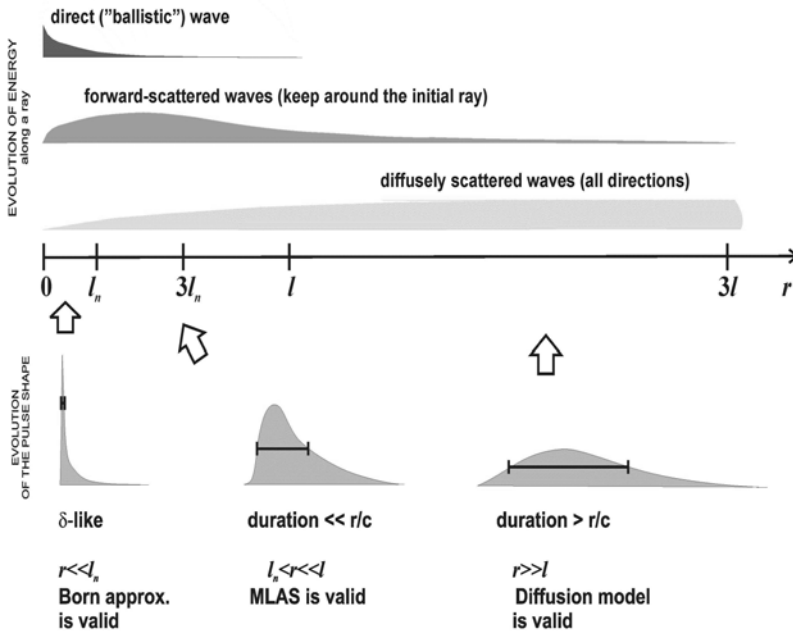 direct ("ballistic") wave
EVOLUTION OF ENERGY
along a ray
forward-scattered waves (keep around the initial ray)
diffusely scattered waves (all directions)
0 lₙ 3lₙ l 3l r
EVOLUTION
OF THE PULSE SHAPE
δ-like duration << r/c duration > r/c
r<<lₙ lₙ<r<<l r>>l
Born approx. MLAS is valid Diffusion model
is valid is valid